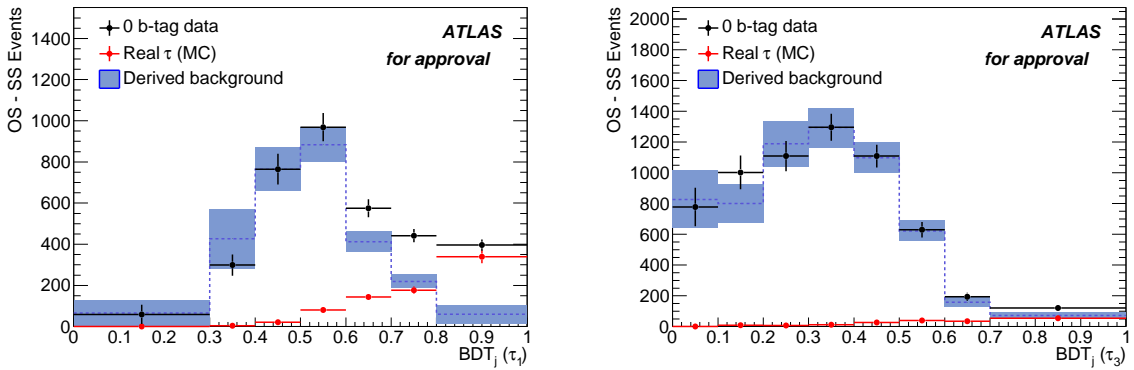 OS - SS Events
1400
1200
1000
800
600
400
200
0
0 b-tag data
Real τ (MC)
Derived background
ATLAS
for approval
0 0.1 0.2 0.3 0.4 0.5 0.6 0.7 0.8 0.9 1
BDTj (τ1)
OS - SS Events
2000
1800
1600
1400
1200
1000
800
600
400
200
0
0 b-tag data
Real τ (MC)
Derived background
ATLAS
for approval
0 0.1 0.2 0.3 0.4 0.5 0.6 0.7 0.8 0.9 1
BDTj (τ3)